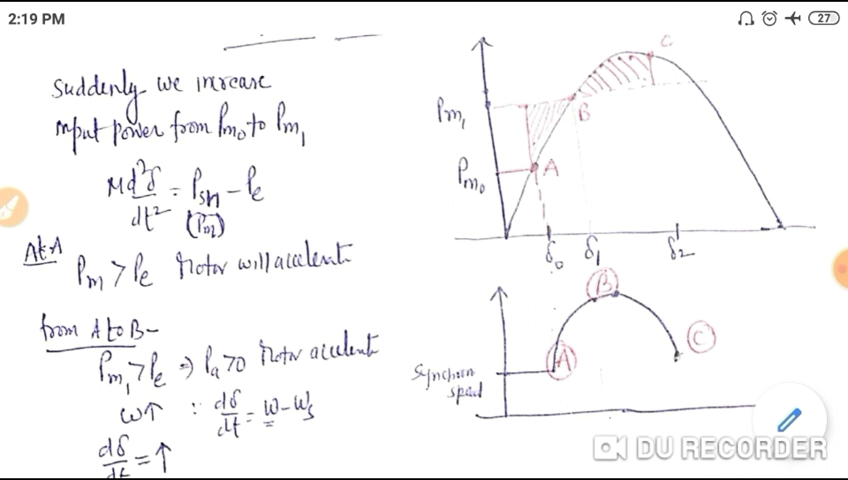 2:19 PM
27
Suddenly we increase
input power from Pm0 to Pm1
Md²δ/dt² = Psh - Pe
(Pm)
At A
Pm > Pe Rotor will accelerate
from A to B-
Pm1 > Pe ⇒ Pa>0 Rotor accelerate
ω↑ ∵ dδ/dt = ω - ωs
dδ/dt = ↑
C
Pm1
B
Pm0
A
δ0 δ1 δ2
B
A
C
Synchron
speed
DU RECORDER